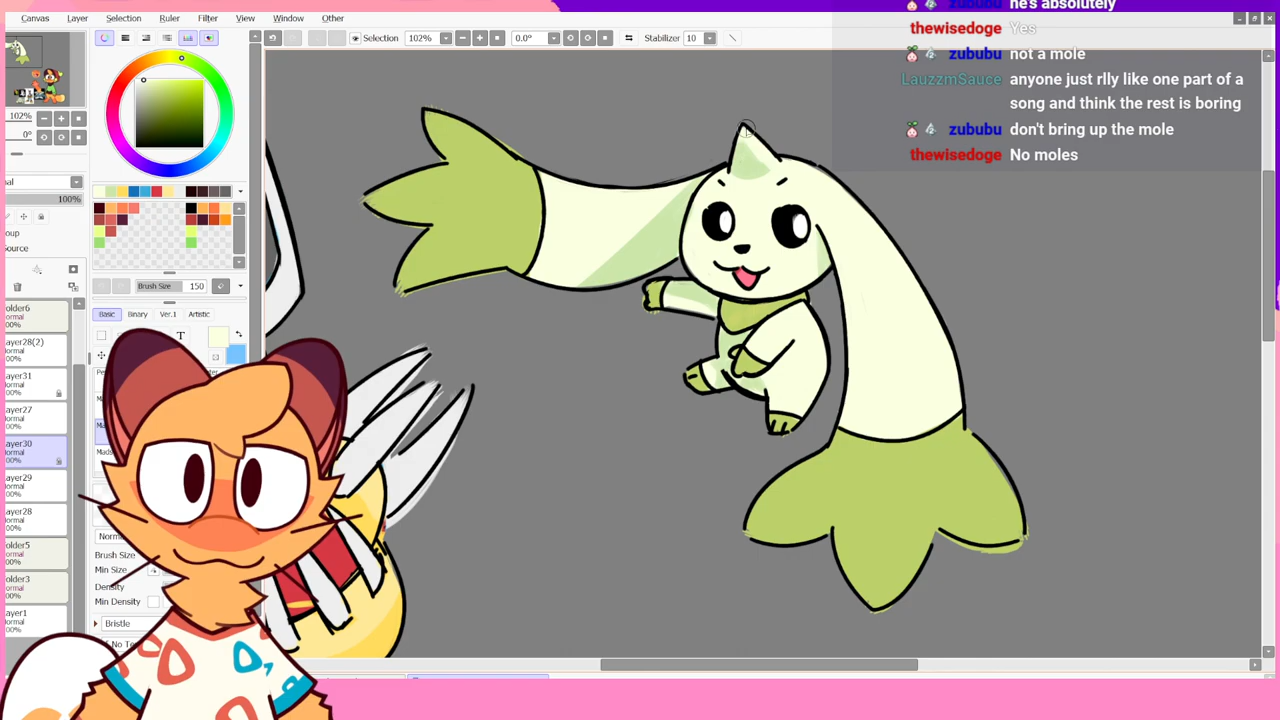 Canvas Layer Selection Ruler Filter View Window Other
Selection 102% 0.0° Stabilizer 10
102%
0°
100%
Source
Brush Size 150
Basic Binary Ver.1 Artistic
T
older6
ormal
ayer28(2)
ayer31
ayer27
ayer30
ayer29
ayer28
older5
older3
ayer1
Brush Size
Min Size
Density
Min Density
Bristle
he's absolutely
thewisedoge Yes
zububu not a mole
LauzzmSauce anyone just rlly like one part of a
song and think the rest is boring
zububu don't bring up the mole
thewisedoge No moles